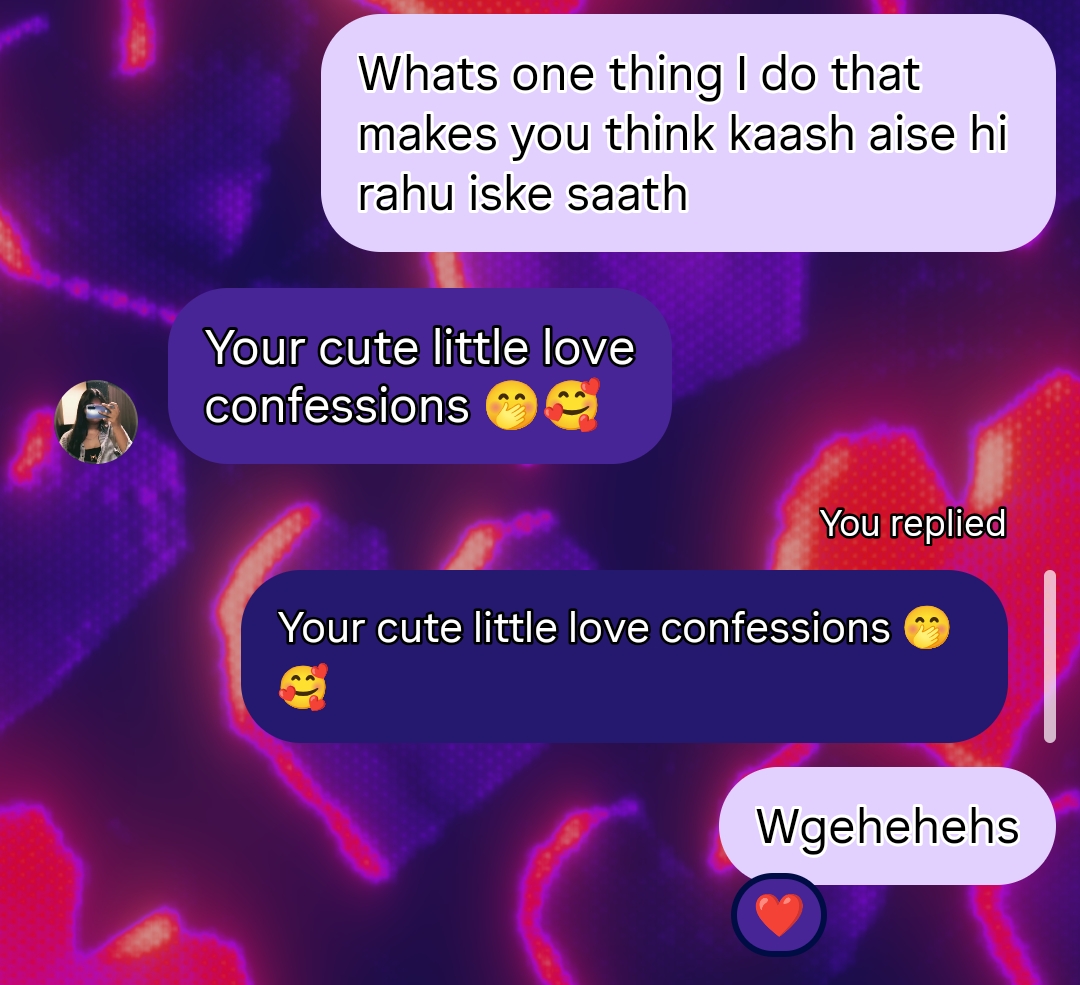 Whats one thing I do that
makes you think kaash aise hi
rahu iske saath
Your cute little love
confessions 🤭🥰
You replied
Your cute little love confessions 🤭
🥰
Wgehehehs
❤️